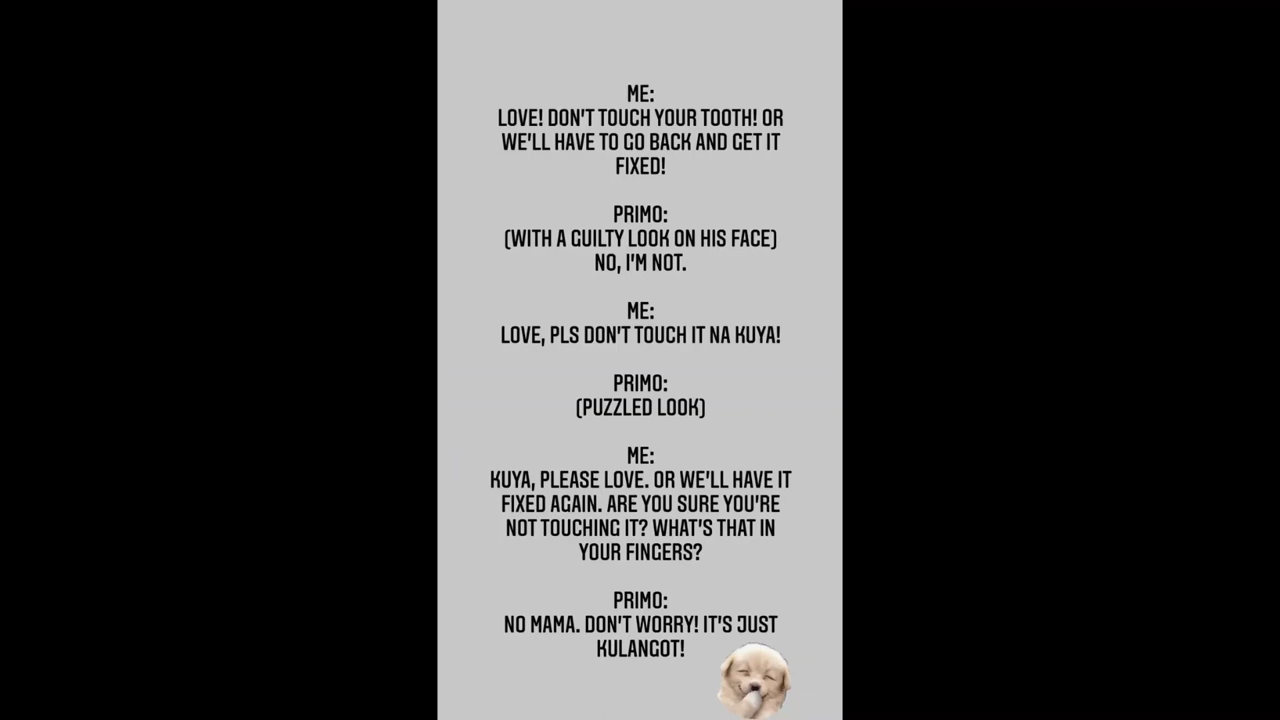 ME:
LOVE! DON'T TOUCH YOUR TOOTH! OR
WE'LL HAVE TO GO BACK AND GET IT
FIXED!
PRIMO:
(WITH A GUILTY LOOK ON HIS FACE)
NO, I'M NOT.
ME:
LOVE, PLS DON'T TOUCH IT NA KUYA!
PRIMO:
(PUZZLED LOOK)
ME:
KUYA, PLEASE LOVE. OR WE'LL HAVE IT
FIXED AGAIN. ARE YOU SURE YOU'RE
NOT TOUCHING IT? WHAT'S THAT IN
YOUR FINGERS?
PRIMO:
NO MAMA. DON'T WORRY! IT'S JUST
KULANGOT!